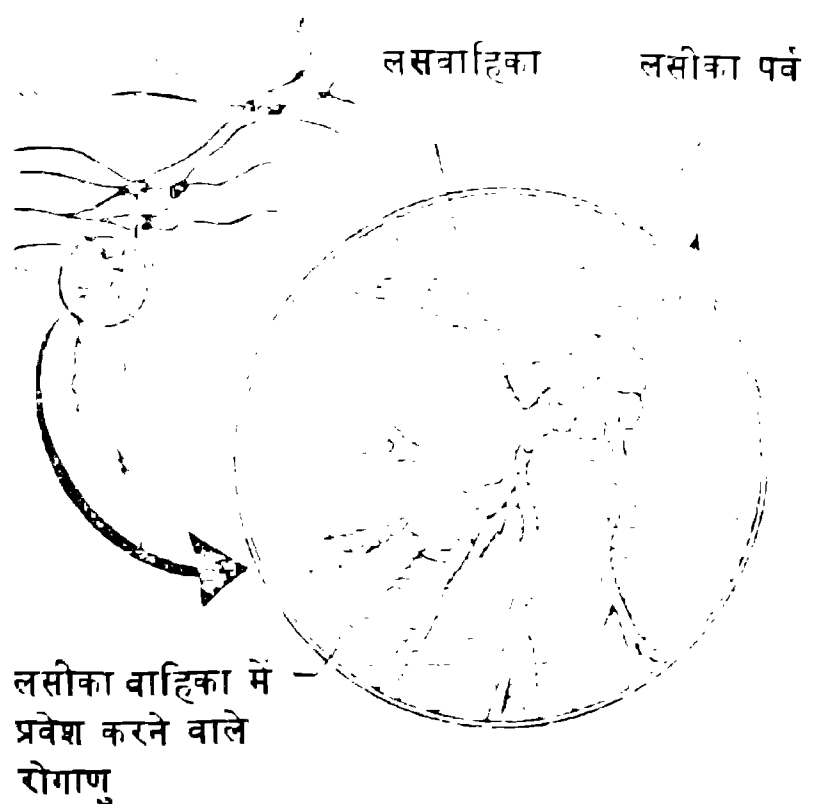 लसवाहिका
लसीका पर्व
लसीका वाहिका में
प्रवेश करने वाले
रोगाणु